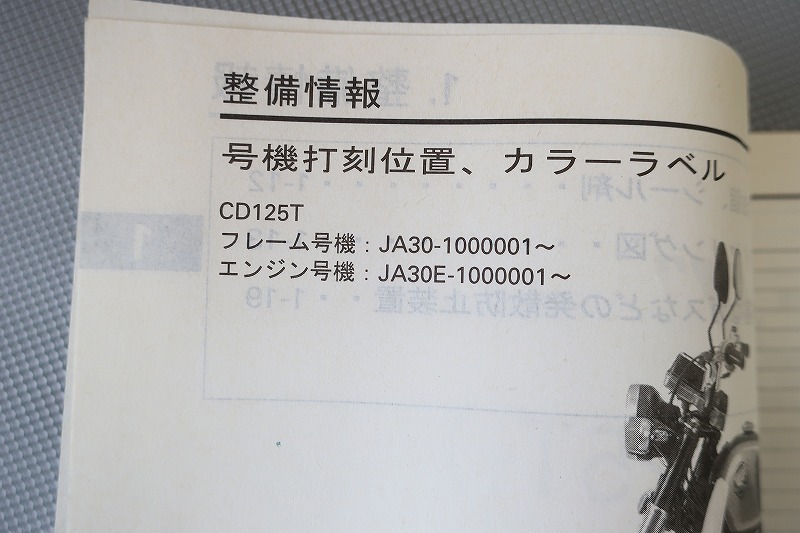 整備情報
号機打刻位置、カラーラベル
CD125T
フレーム号機：JA30-1000001～
エンジン号機：JA30E-1000001～